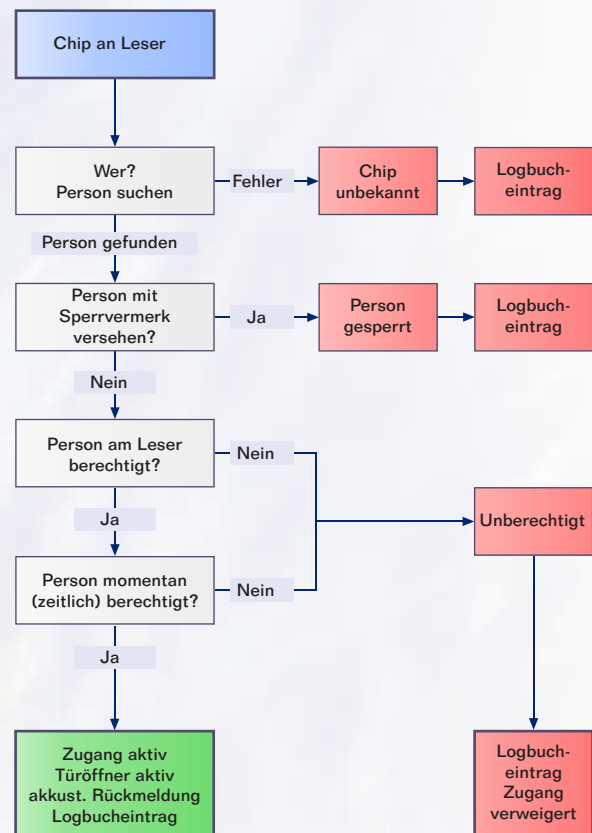 Chip an Leser
Wer?
Person suchen
Fehler
Chip
unbekannt
Logbuch-
eintrag
Person gefunden
Person mit
Sperrvermerk
versehen?
Ja
Person
gesperrt
Logbuch-
eintrag
Nein
Person am Leser
berechtigt?
Nein
Ja
Unberechtigt
Person momentan
(zeitlich) berechtigt?
Nein
Ja
Zugang aktiv
Türöffner aktiv
akkust. Rückmeldung
Logbucheintrag
Logbuch-
eintrag
Zugang
verweigert